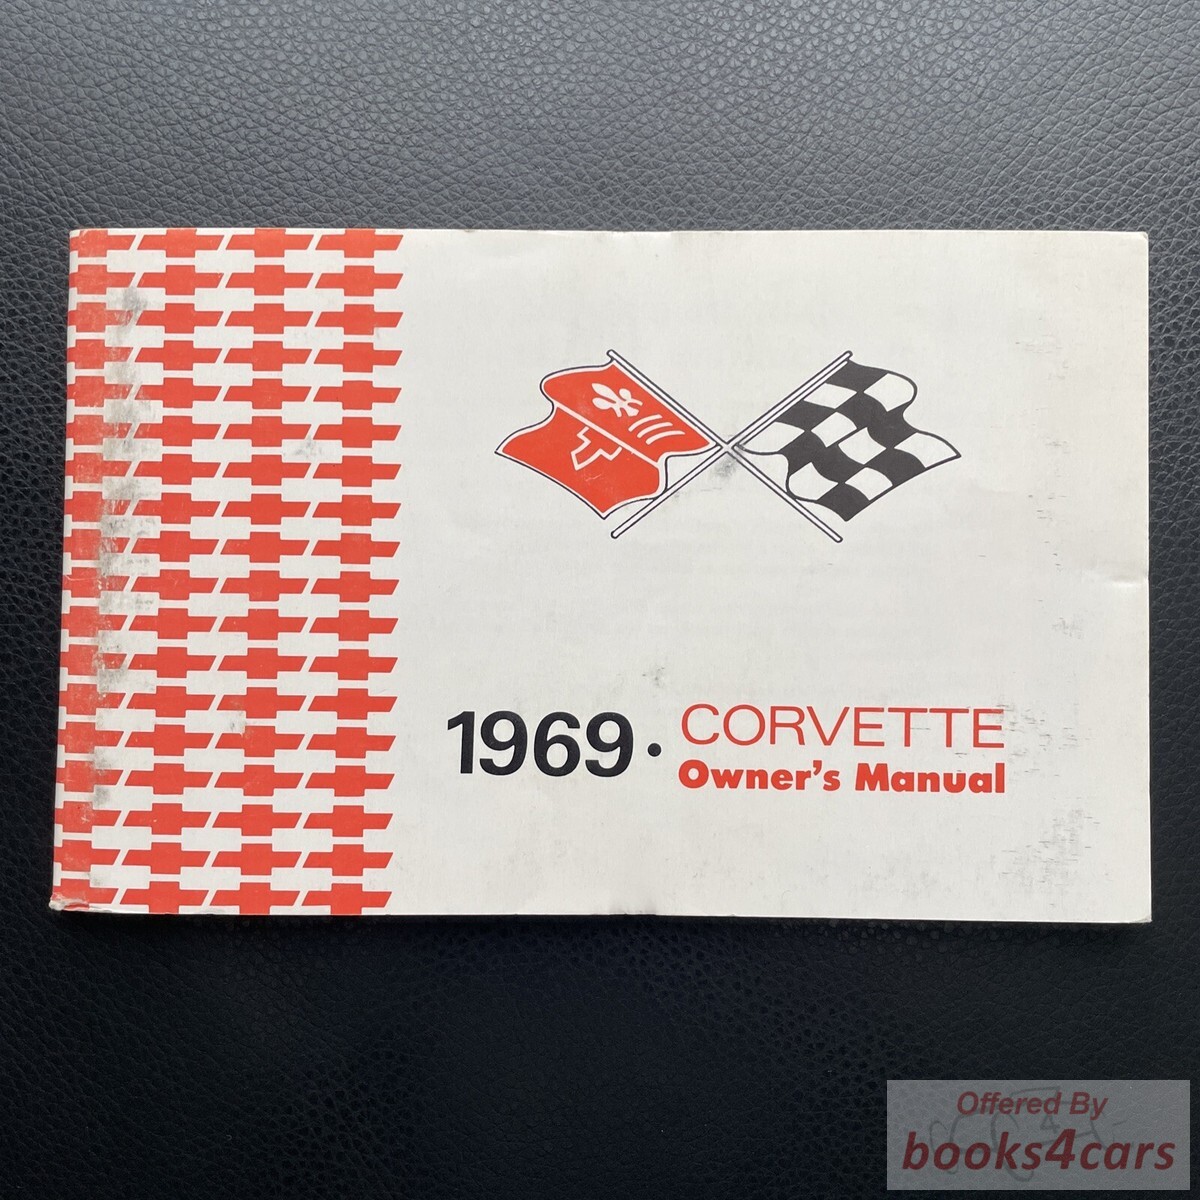 1969. CORVETTE
Owner's Manual
Offered By
books4cars